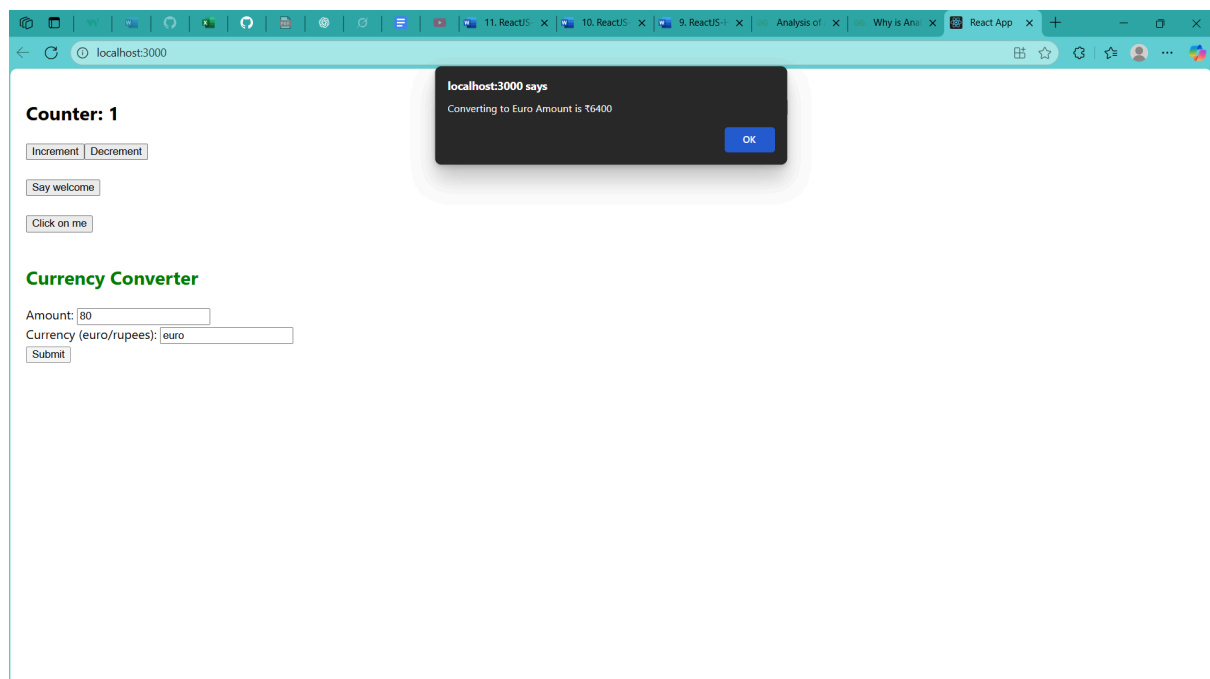 11. ReactJS-
10. ReactJS-
9. ReactJS-H
Analysis of
Why is Ana
React App
localhost:3000
localhost:3000 says
Converting to Euro Amount is ₹6400
OK
Counter: 1
Increment Decrement
Say welcome
Click on me
Currency Converter
Amount: 80
Currency (euro/rupees): euro
Submit